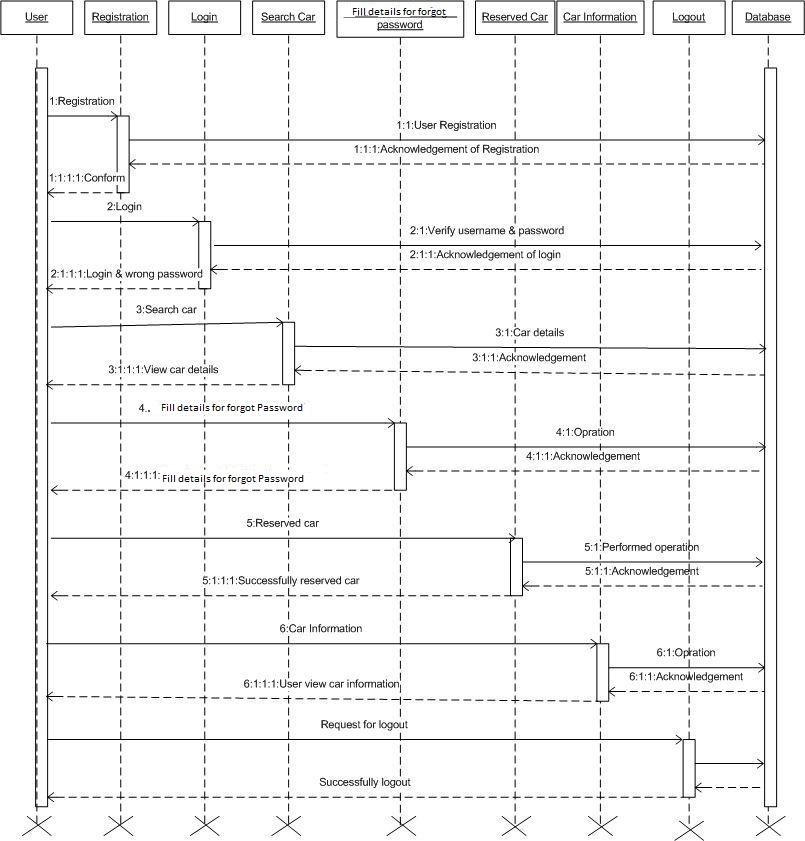 User
Registration
Login
Search Car
Fill details for forgot
password
Reserved Car
Car Information
Logout
Database
1:Registration
1:1:User Registration
1:1:1:Acknowledgement of Registration
1:1:1:1:Conform
2:Login
2:1:Verify username & password
2:1:1:Acknowledgement of login
2:1:1:1:Login & wrong password
3:Search car
3:1:Car details
3:1:1:Acknowledgement
3:1:1:1:View car details
4.. Fill details for forgot Password
4:1:Opration
4:1:1:Acknowledgement
4:1:1:1: Fill details for forgot Password
5:Reserved car
5:1:Performed operation
5:1:1:Acknowledgement
5:1:1:1:Successfully reserved car
6:Car Information
6:1:Opration
6:1:1:Acknowledgement
6:1:1:1:User view car information
Request for logout
Successfully logout